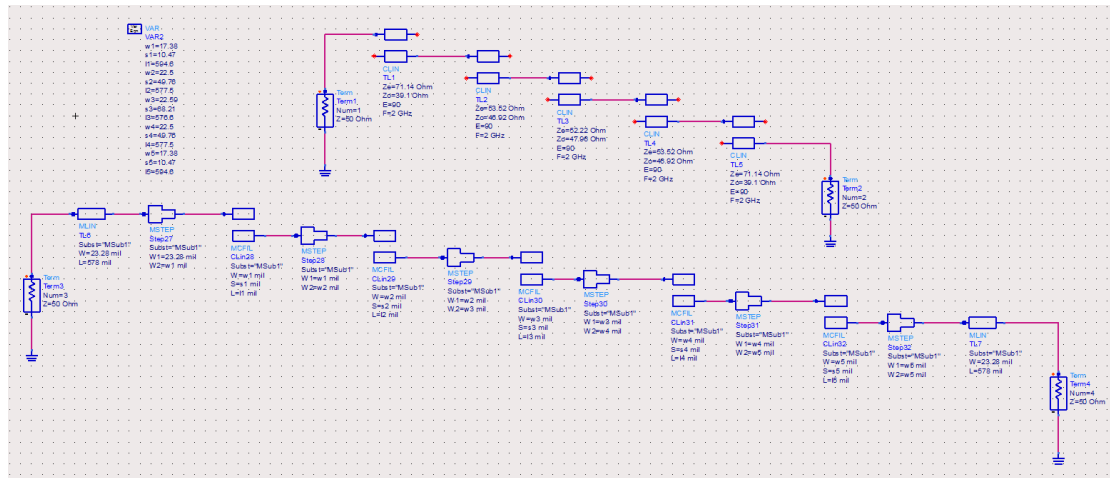 VAR
VAR2
w1=17.38
s1=10.47
l1=594.6
w2=22.5
s2=49.76
l2=577.5
w3=22.59
s3=68.21
l3=576.6
w4=22.5
s4=49.76
l4=577.5
w5=17.38
s5=10.47
l5=594.6
Term
Term1
Num=1
Z=50 Ohm
CLIN
TL1
Ze=71.14 Ohm
Zo=39.1 Ohm
E=90
F=2 GHz
CLIN
TL2
Ze=53.52 Ohm
Zo=46.92 Ohm
E=90
F=2 GHz
CLIN
TL3
Ze=52.22 Ohm
Zo=47.96 Ohm
E=90
F=2 GHz
CLIN
TL4
Ze=53.52 Ohm
Zo=46.92 Ohm
E=90
F=2 GHz
CLIN
TL5
Ze=71.14 Ohm
Zo=39.1 Ohm
E=90
F=2 GHz
Term
Term2
Num=2
Z=50 Ohm
Term
Term3
Num=3
Z=50 Ohm
MLIN
TL6
Subst="MSub1"
W=23.28 mil
L=578 mil
MSTEP
Step27
Subst="MSub1"
W1=23.28 mil
W2=w1 mil
MCFIL
CLin28
Subst="MSub1"
W=w1 mil
S=s1 mil
L=l1 mil
MSTEP
Step28
Subst="MSub1"
W1=w1 mil
W2=w2 mil
MCFIL
CLin29
Subst="MSub1"
W=w2 mil
S=s2 mil
L=l2 mil
MSTEP
Step29
Subst="MSub1"
W1=w2 mil
W2=w3 mil
MCFIL
CLin30
Subst="MSub1"
W=w3 mil
S=s3 mil
L=l3 mil
MSTEP
Step30
Subst="MSub1"
W1=w3 mil
W2=w4 mil
MCFIL
CLin31
Subst="MSub1"
W=w4 mil
S=s4 mil
L=l4 mil
MSTEP
Step31
Subst="MSub1"
W1=w4 mil
W2=w5 mil
MCFIL
CLin32
Subst="MSub1"
W=w5 mil
S=s5 mil
L=l5 mil
MSTEP
Step32
Subst="MSub1"
W1=w5 mil
W2=w5 mil
MLIN
TL7
Subst="MSub1"
W=23.28 mil
L=578 mil
Term
Term4
Num=4
Z=50 Ohm